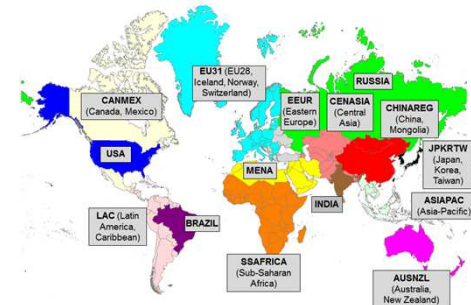 EU31 (EU28,
Iceland, Norway,
Switzerland)
RUSSIA
CANMEX
(Canada, Mexico)
EEUR
(Eastern
Europe)
CENASIA
(Central
Asia)
CHINAREG
(China,
Mongolia)
USA
JPKRTW
(Japan,
Korea,
Taiwan)
MENA
INDIA
ASIAPAC
(Asia-Pacific)
LAC (Latin
America,
Caribbean)
BRAZIL
SSAFRICA
(Sub-Saharan
Africa)
AUSNZL
(Australia,
New Zealand)